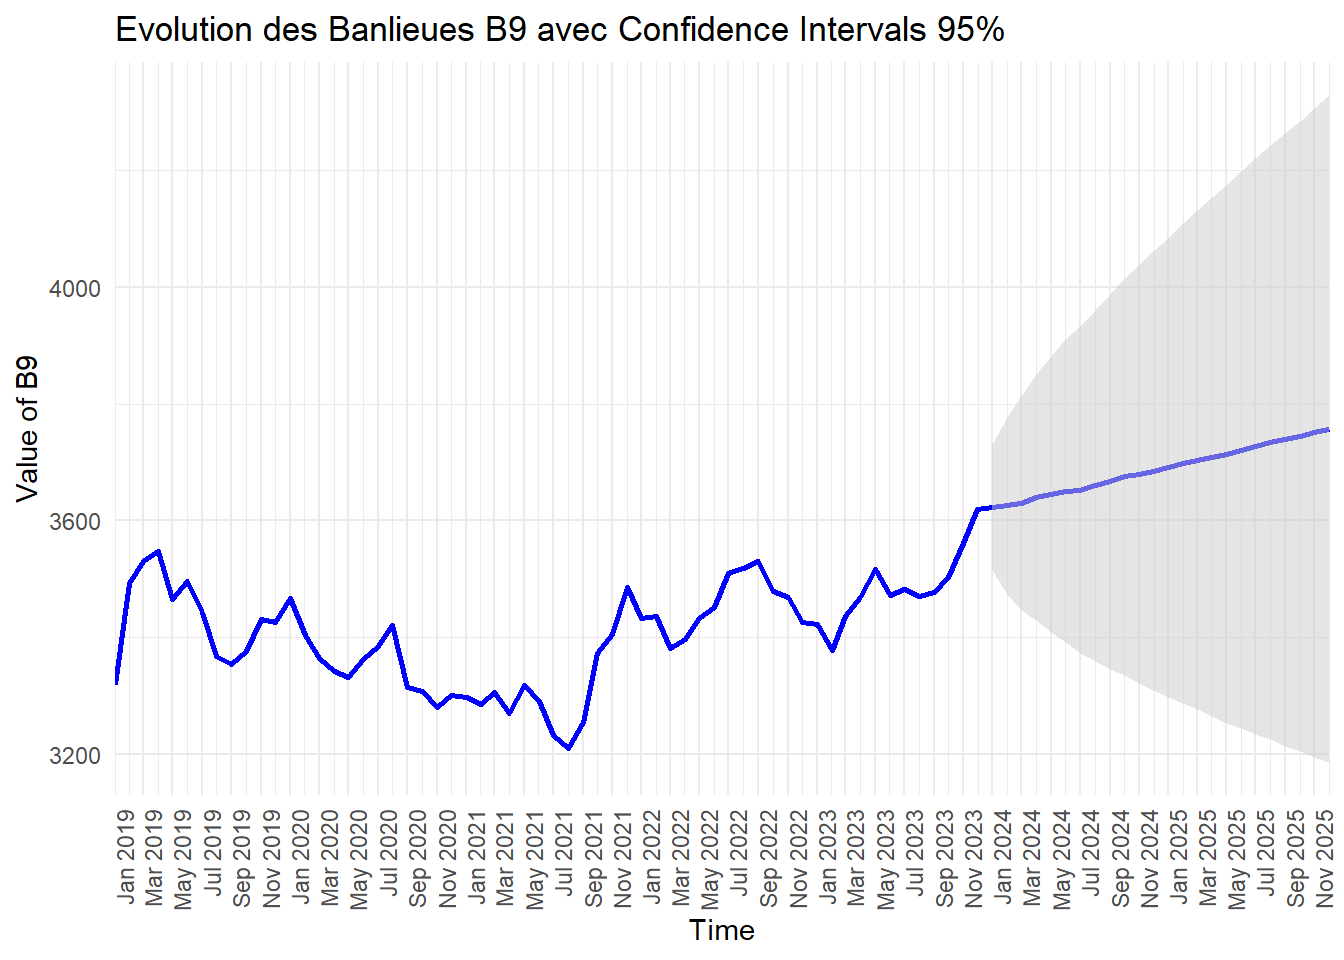 Evolution des Banlieues B9 avec Confidence Intervals 95%
Value of B9
4000
3600
3200
Jan 2019
Mar 2019
May 2019
Jul 2019
Sep 2019
Nov 2019
Jan 2020
Mar 2020
May 2020
Jul 2020
Sep 2020
Nov 2020
Jan 2021
Mar 2021
May 2021
Jul 2021
Sep 2021
Nov 2021
Jan 2022
Mar 2022
May 2022
Jul 2022
Sep 2022
Nov 2022
Jan 2023
Mar 2023
May 2023
Jul 2023
Sep 2023
Nov 2023
Jan 2024
Mar 2024
May 2024
Jul 2024
Sep 2024
Nov 2024
Jan 2025
Mar 2025
May 2025
Jul 2025
Sep 2025
Nov 2025
Time